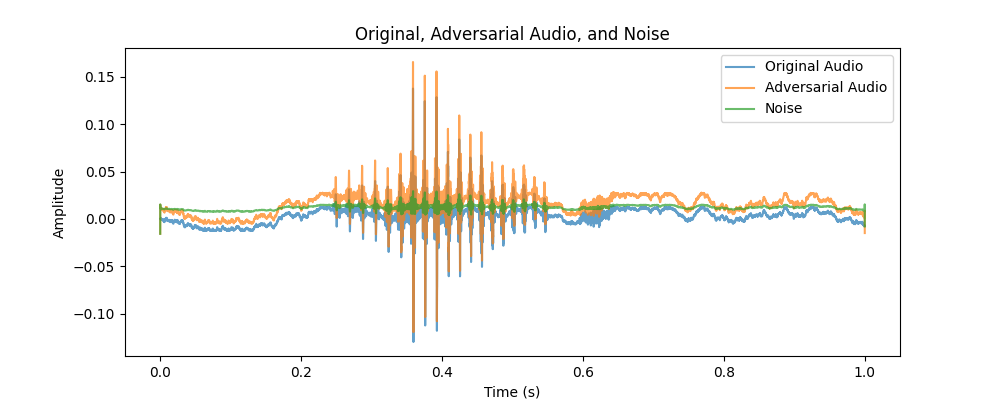 Original, Adversarial Audio, and Noise
Original Audio
Adversarial Audio
Noise
0.15
0.10
0.05
0.00
−0.05
−0.10
Amplitude
0.0 0.2 0.4 0.6 0.8 1.0
Time (s)